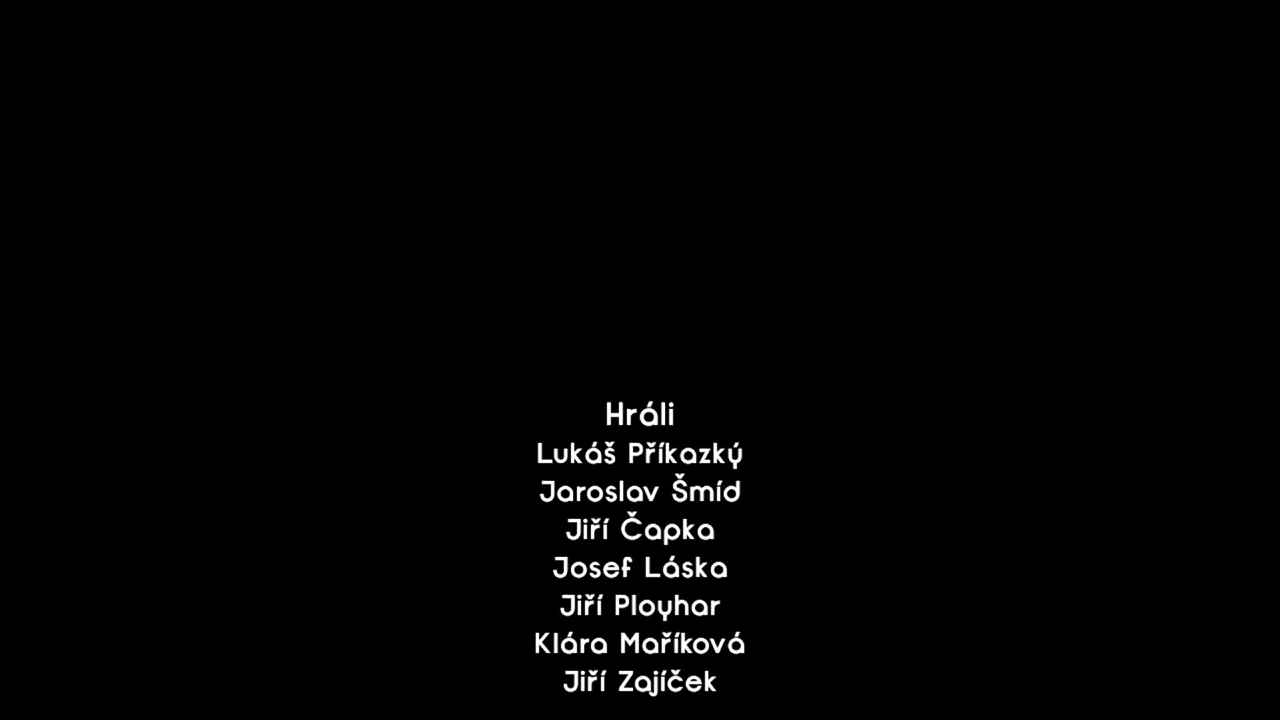 Hráli
Lukáš Příkazký
Jaroslav Šmíd
Jiří Čapka
Josef Láska
Jiří Ployhar
Klára Maříková
Jiří Zajíček